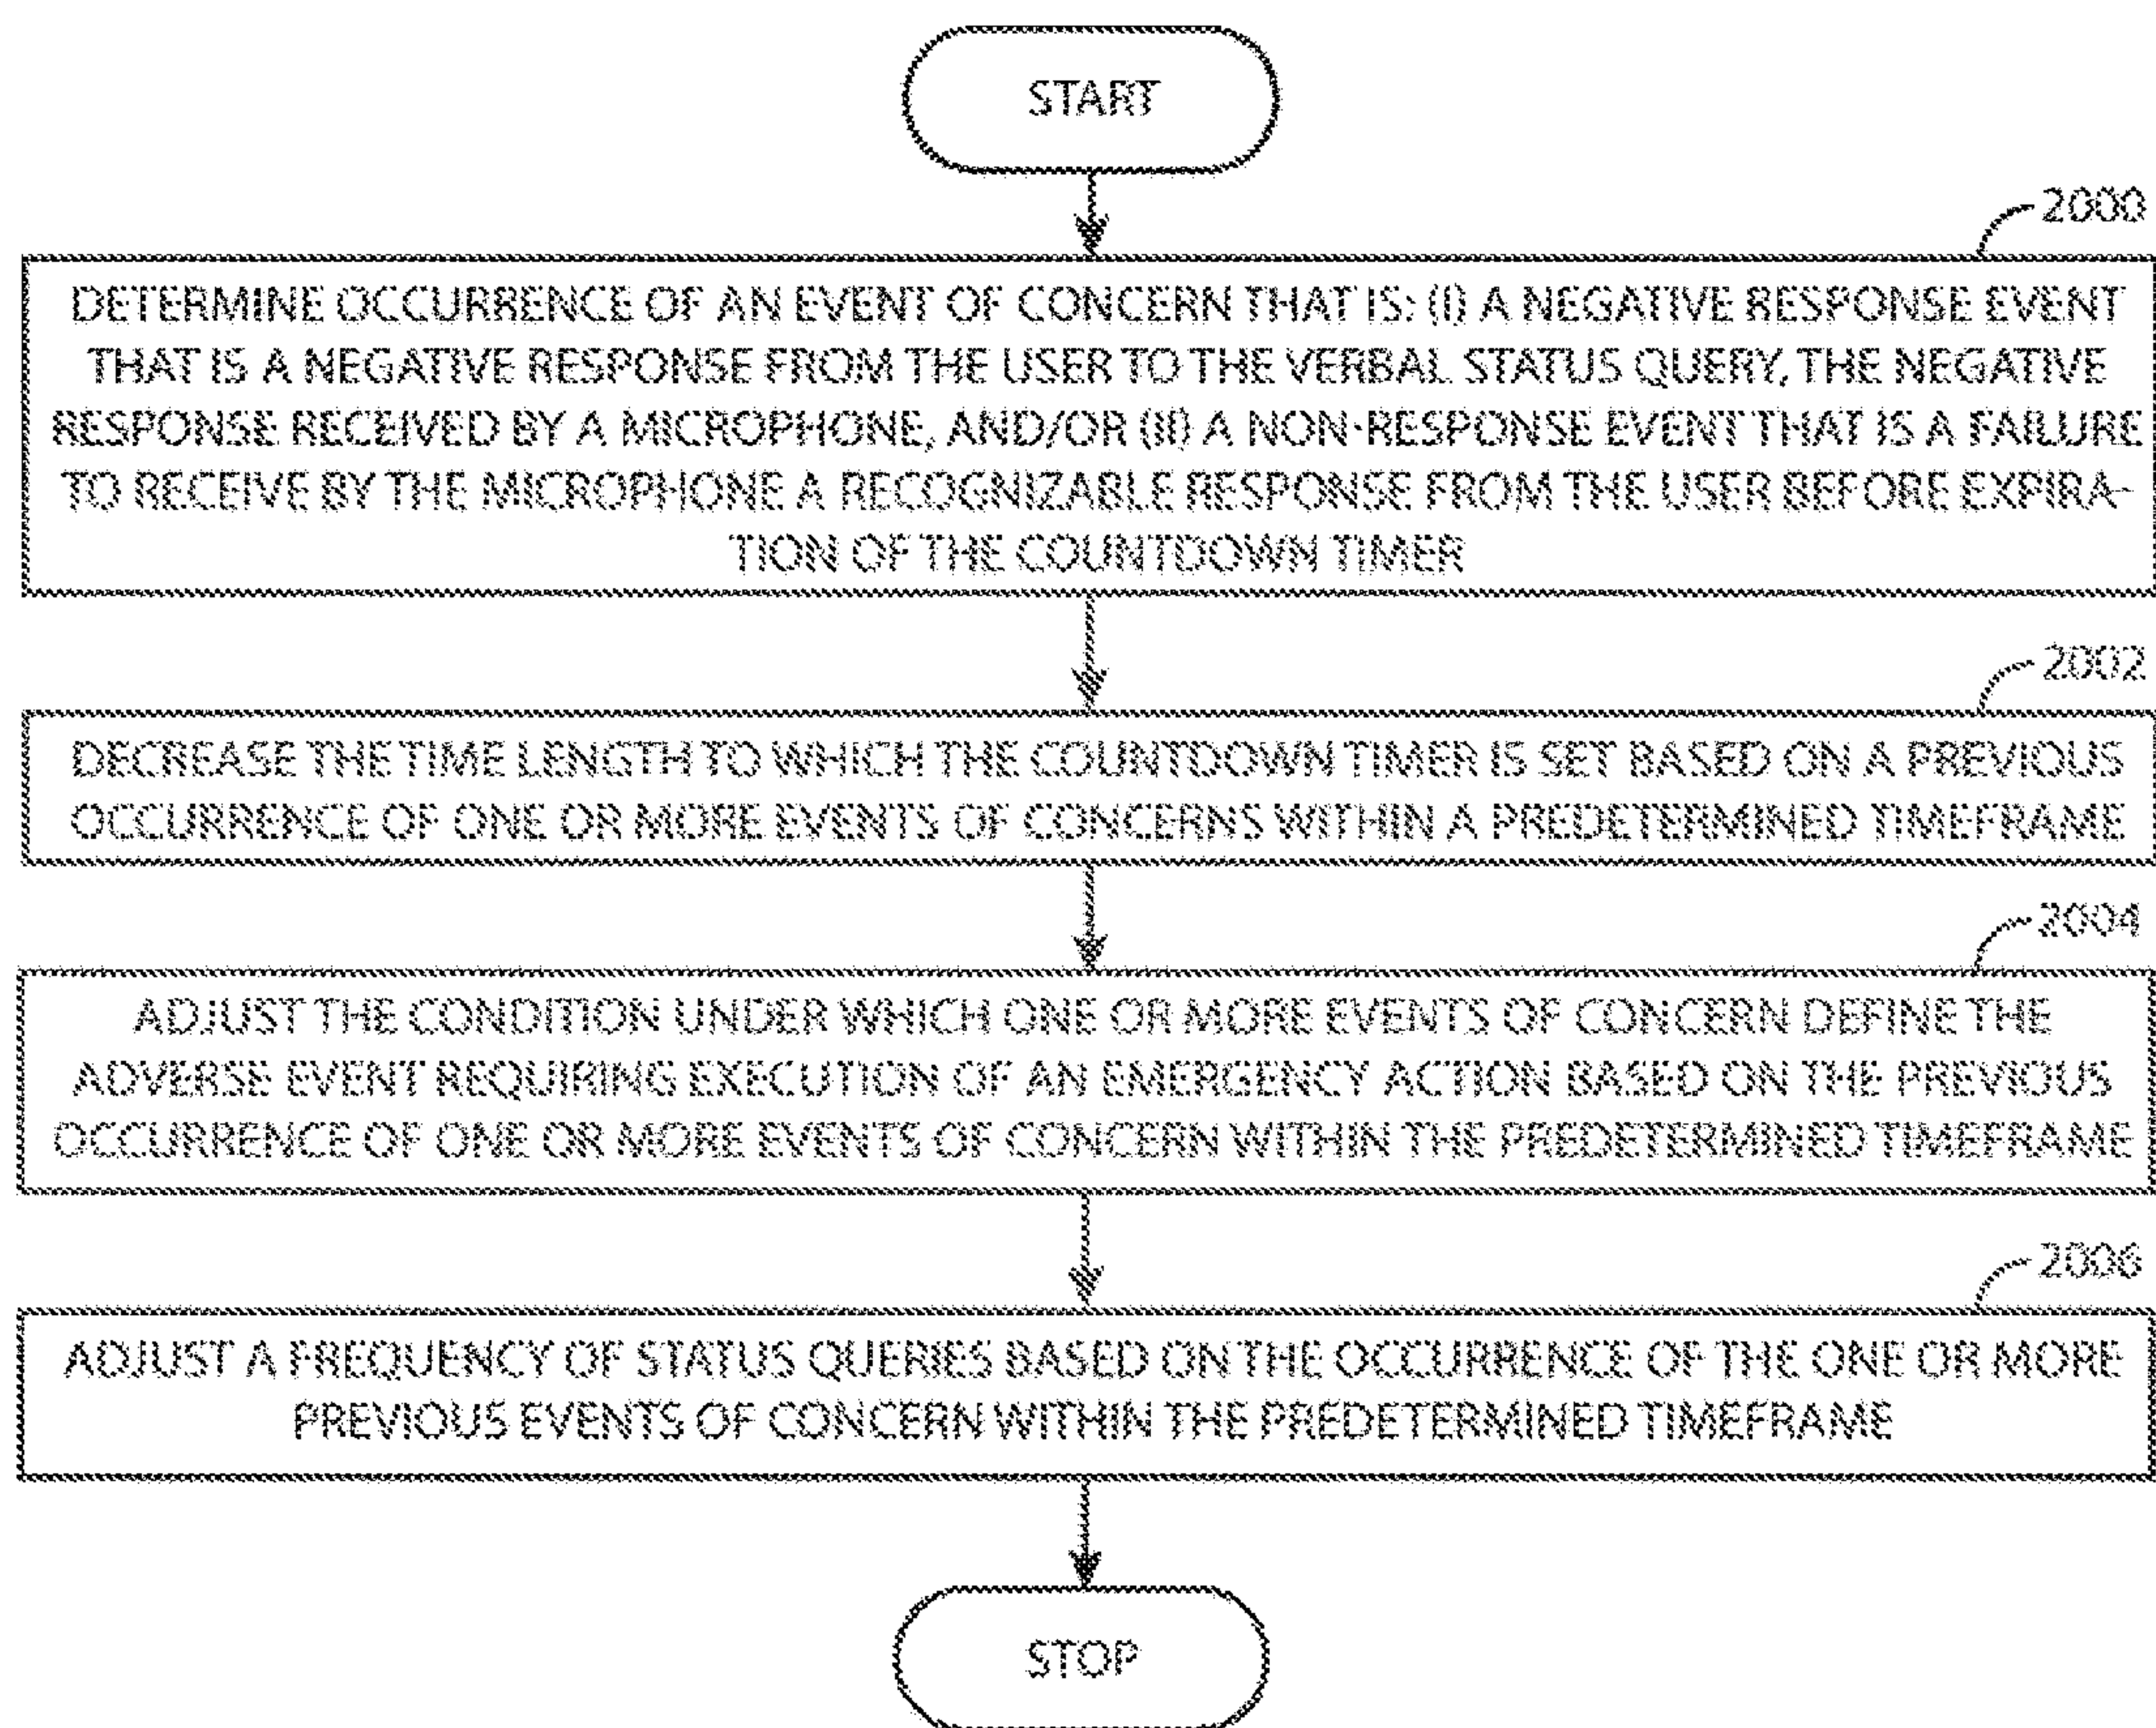 START
2000
DETERMINE OCCURRENCE OF AN EVENT OF CONCERN THAT IS: (I) A NEGATIVE RESPONSE EVENT
THAT IS A NEGATIVE RESPONSE FROM THE USER TO THE VERBAL STATUS QUERY, THE NEGATIVE
RESPONSE RECEIVED BY A MICROPHONE, AND/OR (II) A NON-RESPONSE EVENT THAT IS A FAILURE
TO RECEIVE BY THE MICROPHONE A RECOGNIZABLE RESPONSE FROM THE USER BEFORE EXPIRA-
TION OF THE COUNTDOWN TIMER
2002
DECREASE THE TIME LENGTH TO WHICH THE COUNTDOWN TIMER IS SET BASED ON A PREVIOUS
OCCURRENCE OF ONE OR MORE EVENTS OF CONCERNS WITHIN A PREDETERMINED TIMEFRAME
2004
ADJUST THE CONDITION UNDER WHICH ONE OR MORE EVENTS OF CONCERN DEFINE THE
ADVERSE EVENT REQUIRING EXECUTION OF AN EMERGENCY ACTION BASED ON THE PREVIOUS
OCCURRENCE OF ONE OR MORE EVENTS OF CONCERN WITHIN THE PREDETERMINED TIMEFRAME
2006
ADJUST A FREQUENCY OF STATUS QUERIES BASED ON THE OCCURRENCE OF THE ONE OR MORE
PREVIOUS EVENTS OF CONCERN WITHIN THE PREDETERMINED TIMEFRAME
STOP